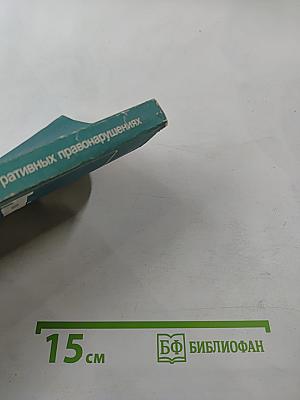 ративных правонарушениях
15 см
БФ БИБЛИОФАН